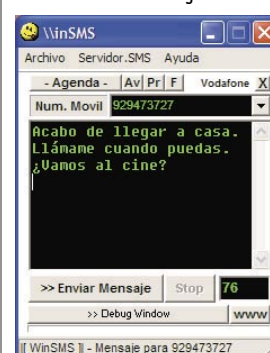 \\inSMS
Archivo Servidor.SMS Ayuda
- Agenda - Av Pr F Vodafone X
Num. Movil 929473727
Acabo de llegar a casa.
Llámame cuando puedas.
¿Vamos al cine?
>> Enviar Mensaje Stop 76
>> Debug Window www
[[ WinSMS ]] - Mensaje para 929473727